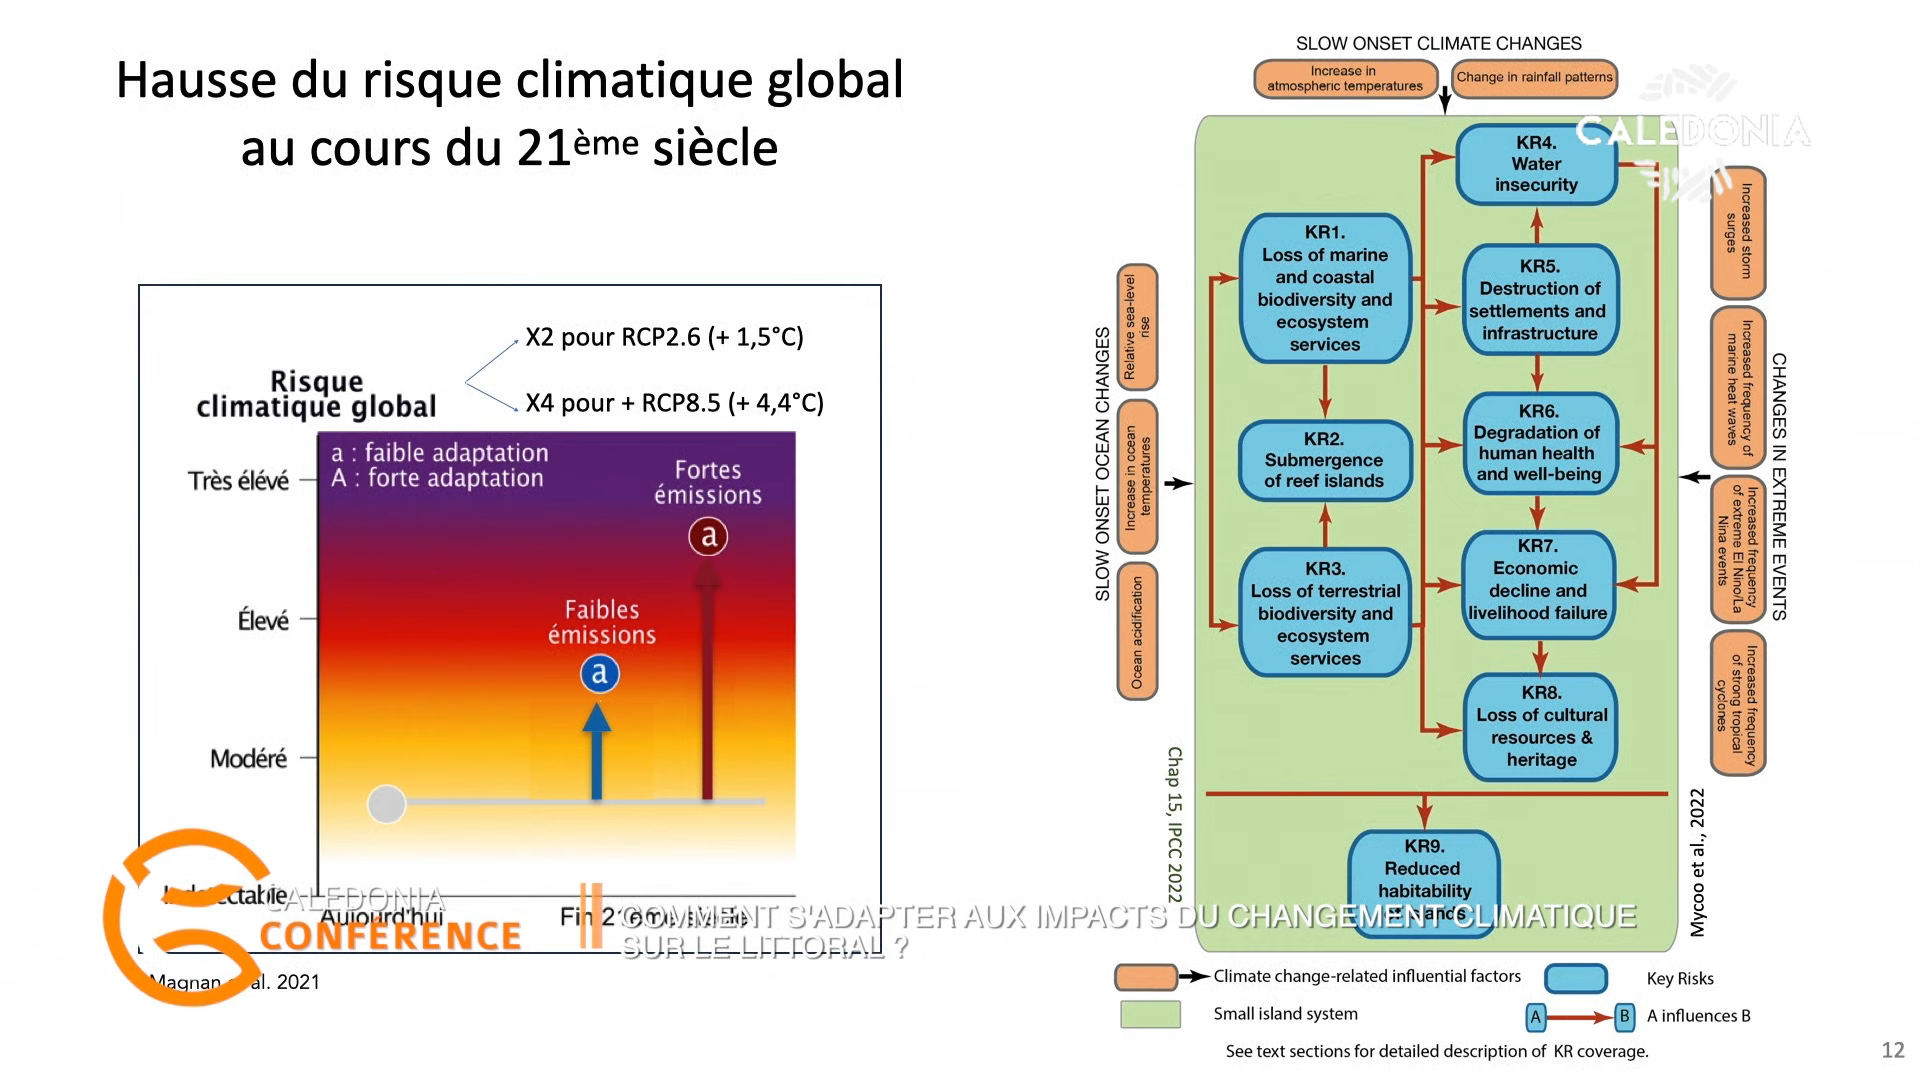 Hausse du risque climatique global
au cours du 21ème siècle
X2 pour RCP2.6 (+ 1,5°C)
X4 pour + RCP8.5 (+ 4,4°C)
Risque
climatique global
a : faible adaptation
A : forte adaptation
Très élévé
Élevé
Modéré
Fortes
émissions
a
Faibles
émissions
a
Aujourd'hui
Magnan et al. 2021
CALEDONIA
CONFERENCE
COMMENT S'ADAPTER AUX IMPACTS DU CHANGEMENT CLIMATIQUE
SUR LE LITTORAL ?
SLOW ONSET CLIMATE CHANGES
Increase in
atmospheric temperatures
Change in rainfall patterns
CALEDONIA
SLOW ONSET OCEAN CHANGES
Relative sea-level
rise
Increase in ocean
temperatures
Ocean acidification
KR1.
Loss of marine
and coastal
biodiversity and
ecosystem
services
KR2.
Submergence
of reef islands
KR3.
Loss of terrestrial
biodiversity and
ecosystem
services
KR4.
Water
insecurity
KR5.
Destruction of
settlements and
infrastructure
KR6.
Degradation of
human health
and well-being
KR7.
Economic
decline and
livelihood failure
KR8.
Loss of cultural
resources &
heritage
KR9.
Reduced
habitability
CHANGES IN EXTREME EVENTS
Increased storm
surges
Increased frequency of
marine heat waves
Increased frequency
of extreme El Nino/La
Nina events
Increased frequency
of strong tropical
cyclones
Chap 15, IPCC 2022
Mycoo et al., 2022
Climate change-related influential factors
Key Risks
Small island system
A
B
A influences B
See text sections for detailed description of KR coverage.
12